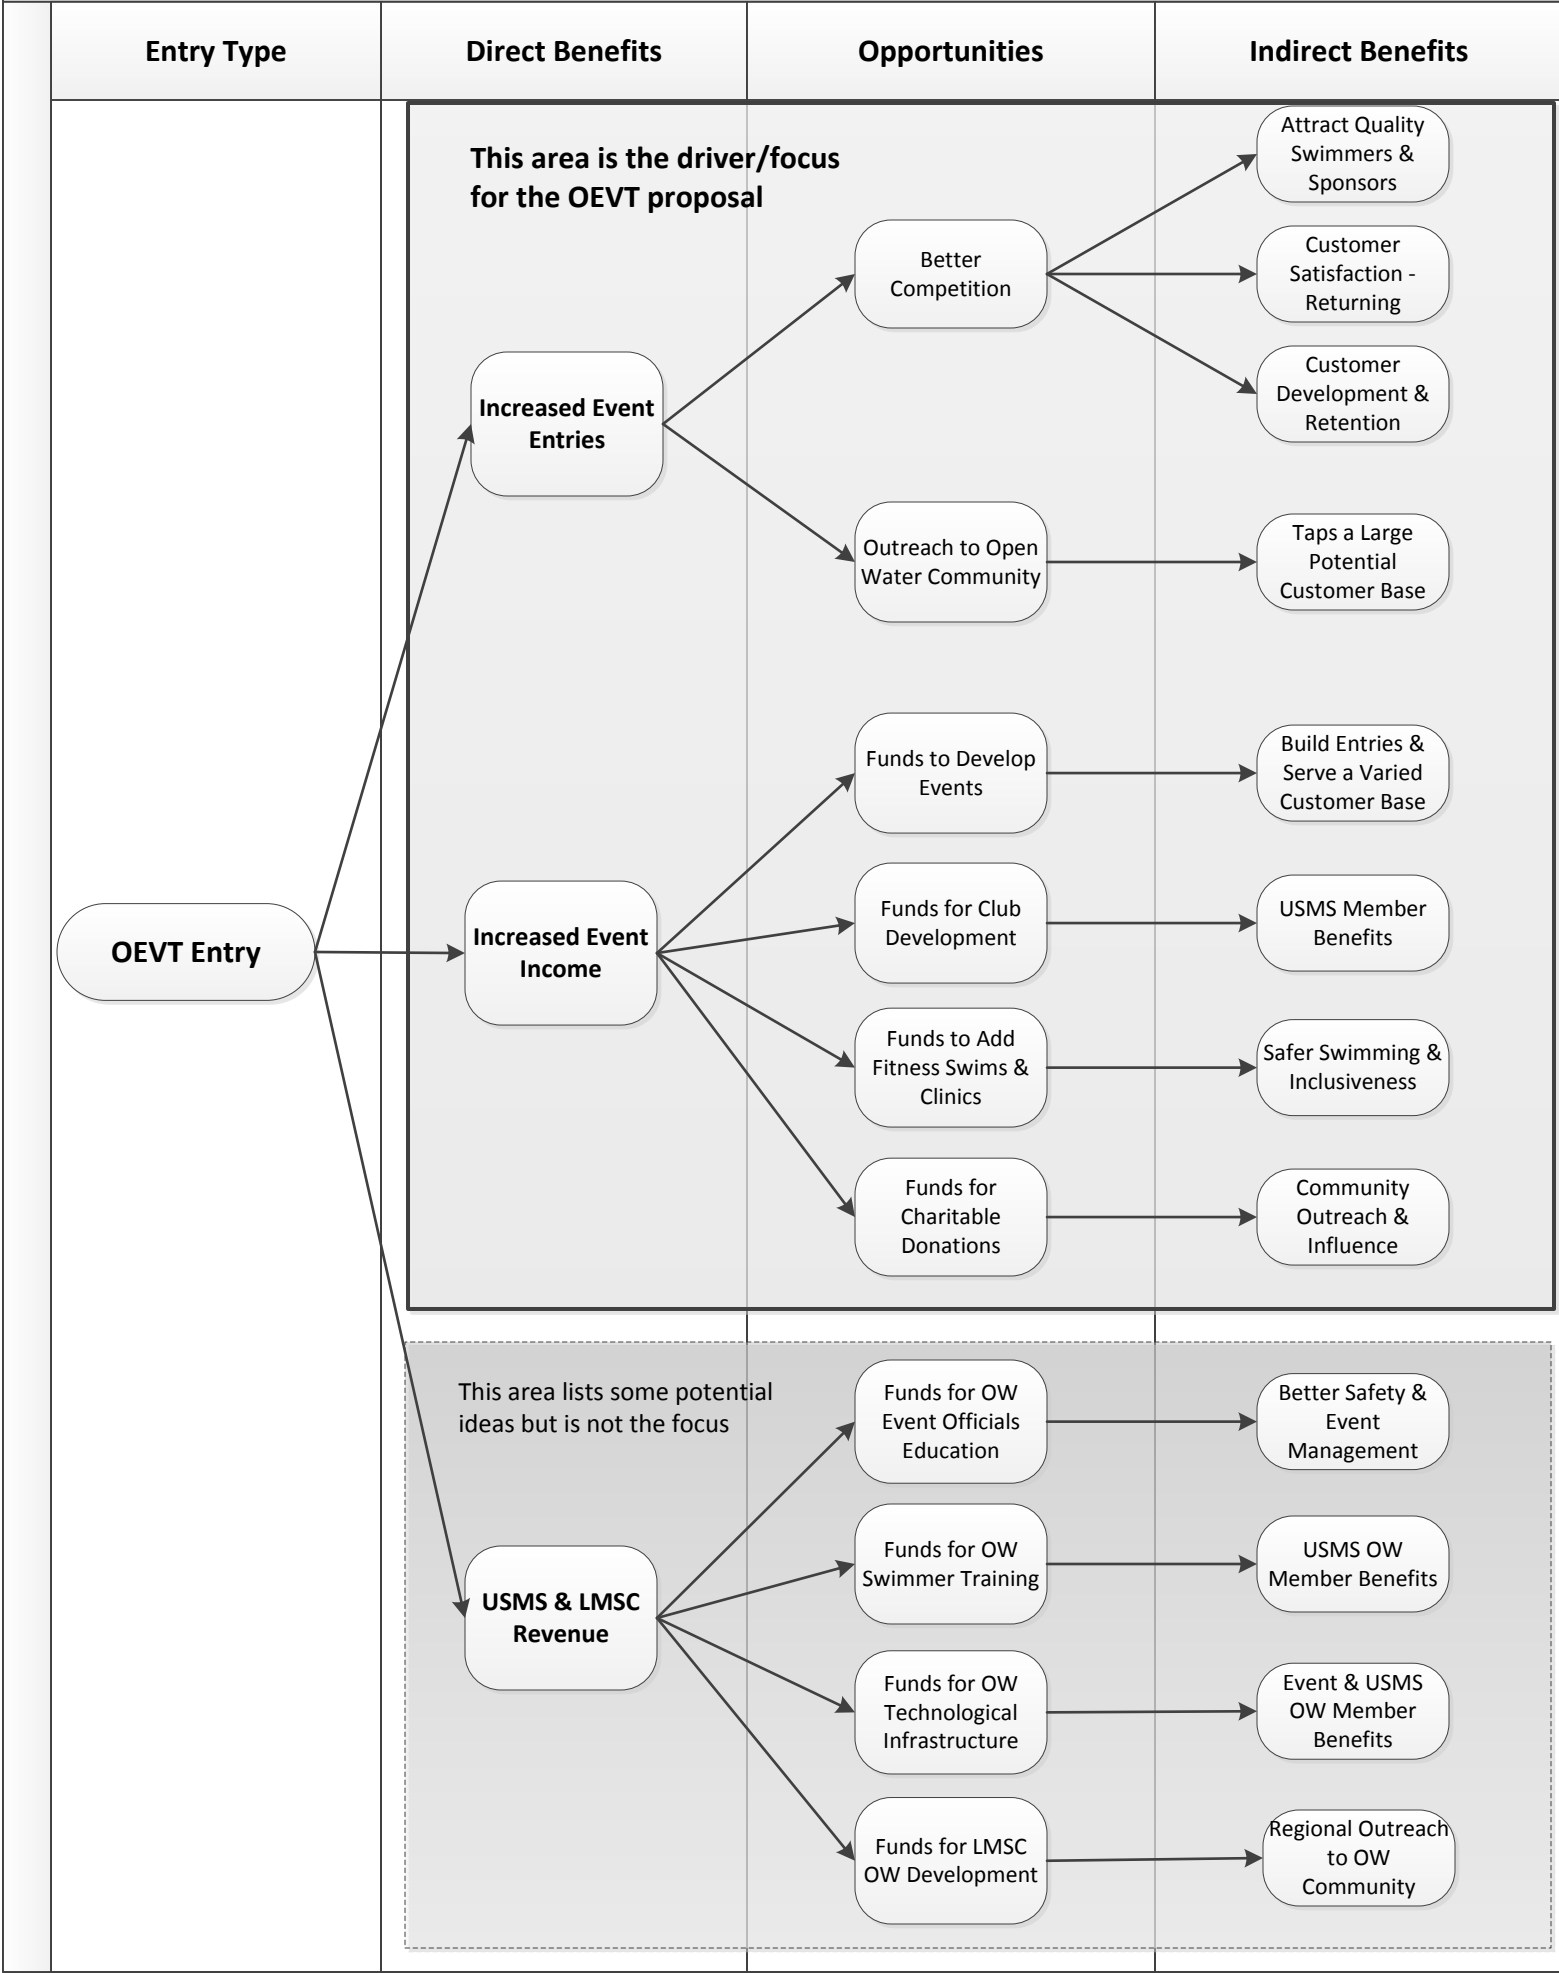 Entry Type
Direct Benefits
Opportunities
Indirect Benefits
This area is the driver/focus
for the OEVT proposal
Attract Quality
Swimmers &
Sponsors
Better
Competition
Customer
Satisfaction -
Returning
Customer
Development &
Retention
Increased Event
Entries
Outreach to Open
Water Community
Taps a Large
Potential
Customer Base
Funds to Develop
Events
Build Entries &
Serve a Varied
Customer Base
OEVT Entry
Increased Event
Income
Funds for Club
Development
USMS Member
Benefits
Funds to Add
Fitness Swims &
Clinics
Safer Swimming &
Inclusiveness
Funds for
Charitable
Donations
Community
Outreach &
Influence
This area lists some potential
ideas but is not the focus
Funds for OW
Event Officials
Education
Better Safety &
Event
Management
USMS & LMSC
Revenue
Funds for OW
Swimmer Training
USMS OW
Member Benefits
Funds for OW
Technological
Infrastructure
Event & USMS
OW Member
Benefits
Funds for LMSC
OW Development
Regional Outreach
to OW
Community